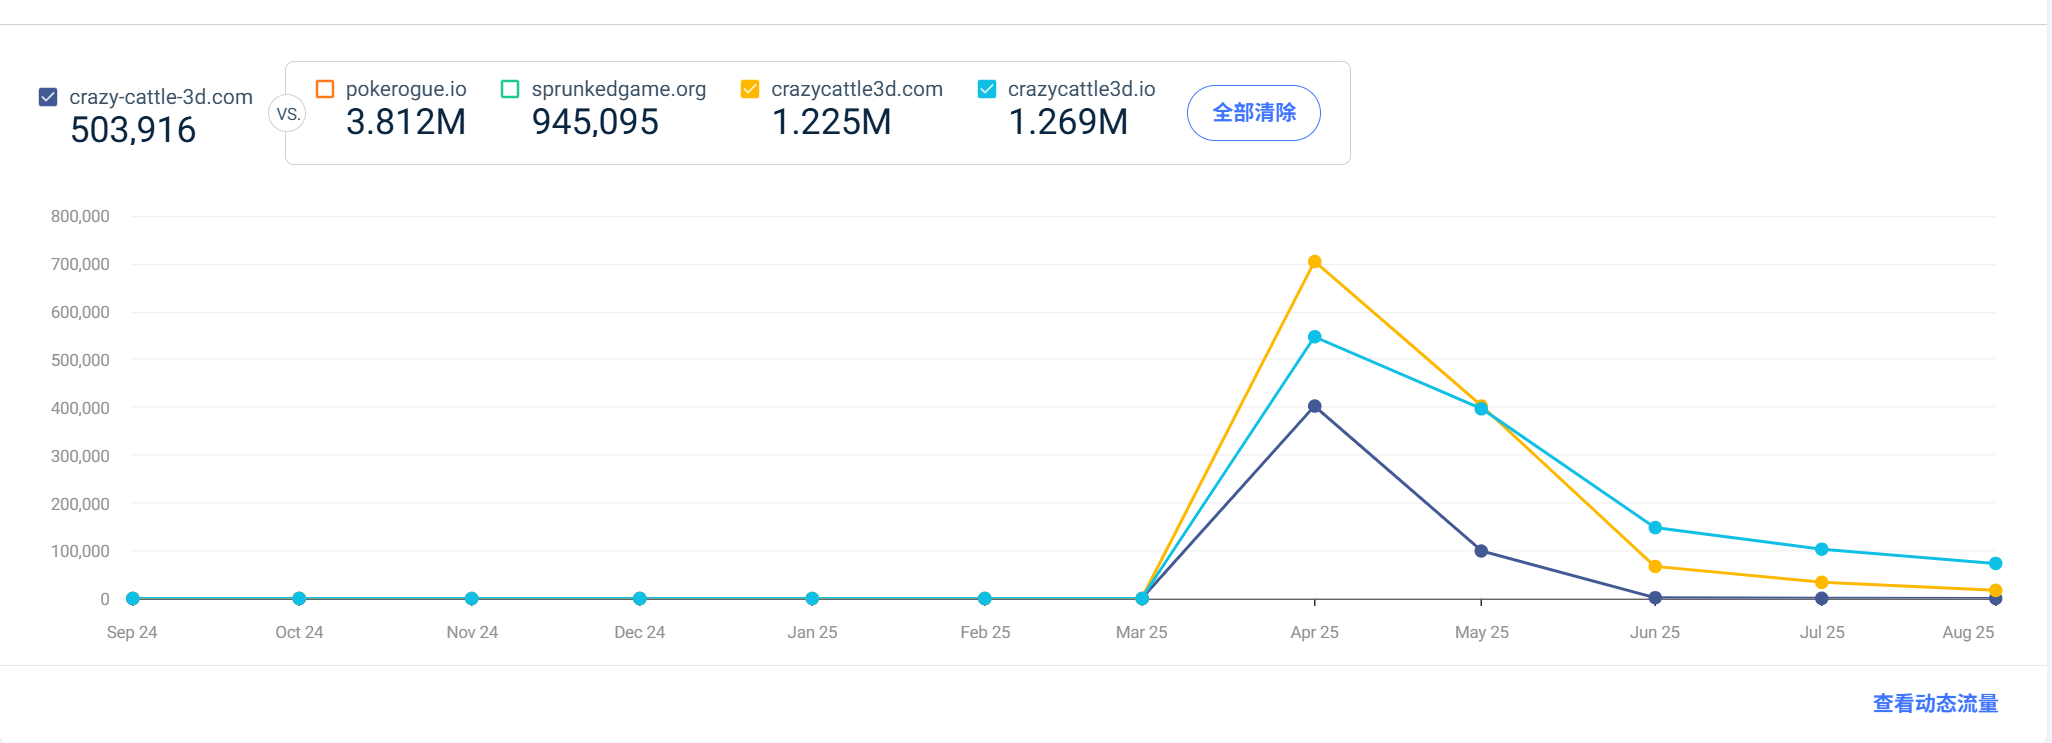 crazy-cattle-3d.com
503,916
VS.
pokerogue.io
3.812M
sprunkedgame.org
945,095
crazycattle3d.com
1.225M
crazycattle3d.io
1.269M
全部清除
800,000
700,000
600,000
500,000
400,000
300,000
200,000
100,000
0
Sep 24 Oct 24 Nov 24 Dec 24 Jan 25 Feb 25 Mar 25 Apr 25 May 25 Jun 25 Jul 25 Aug 25
查看动态流量